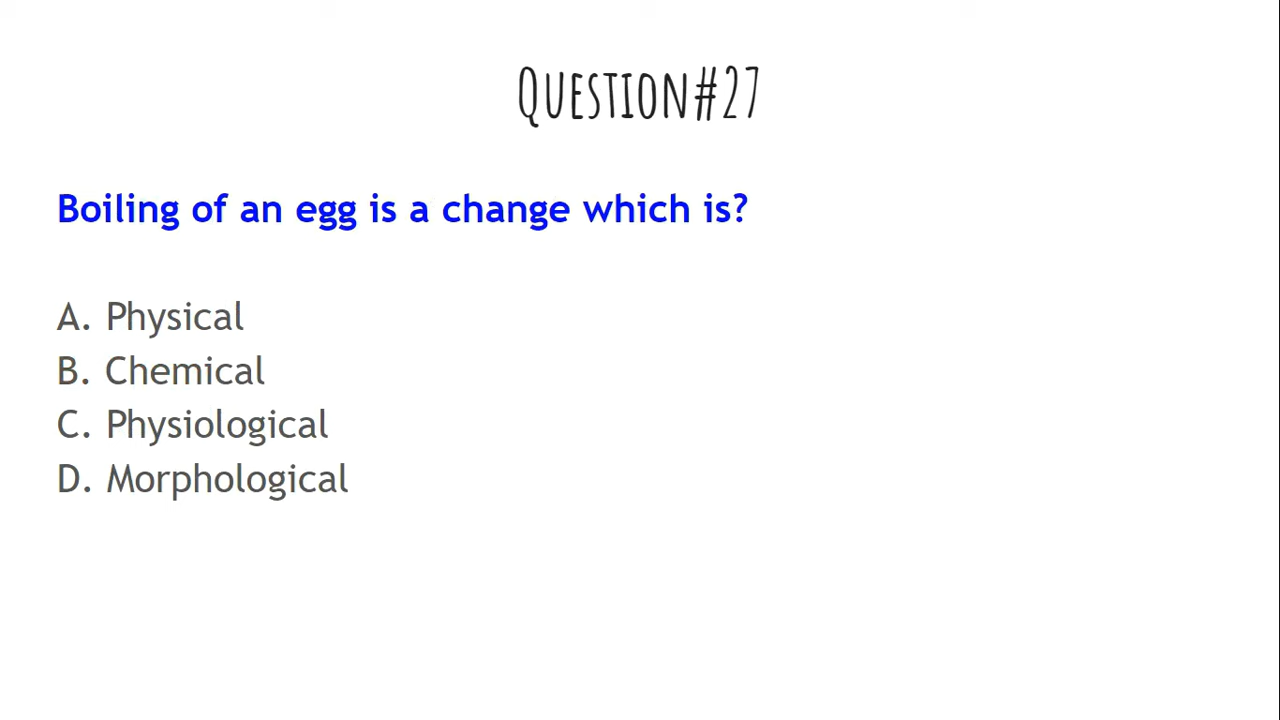 Question#27
Boiling of an egg is a change which is?
A. Physical
B. Chemical
C. Physiological
D. Morphological